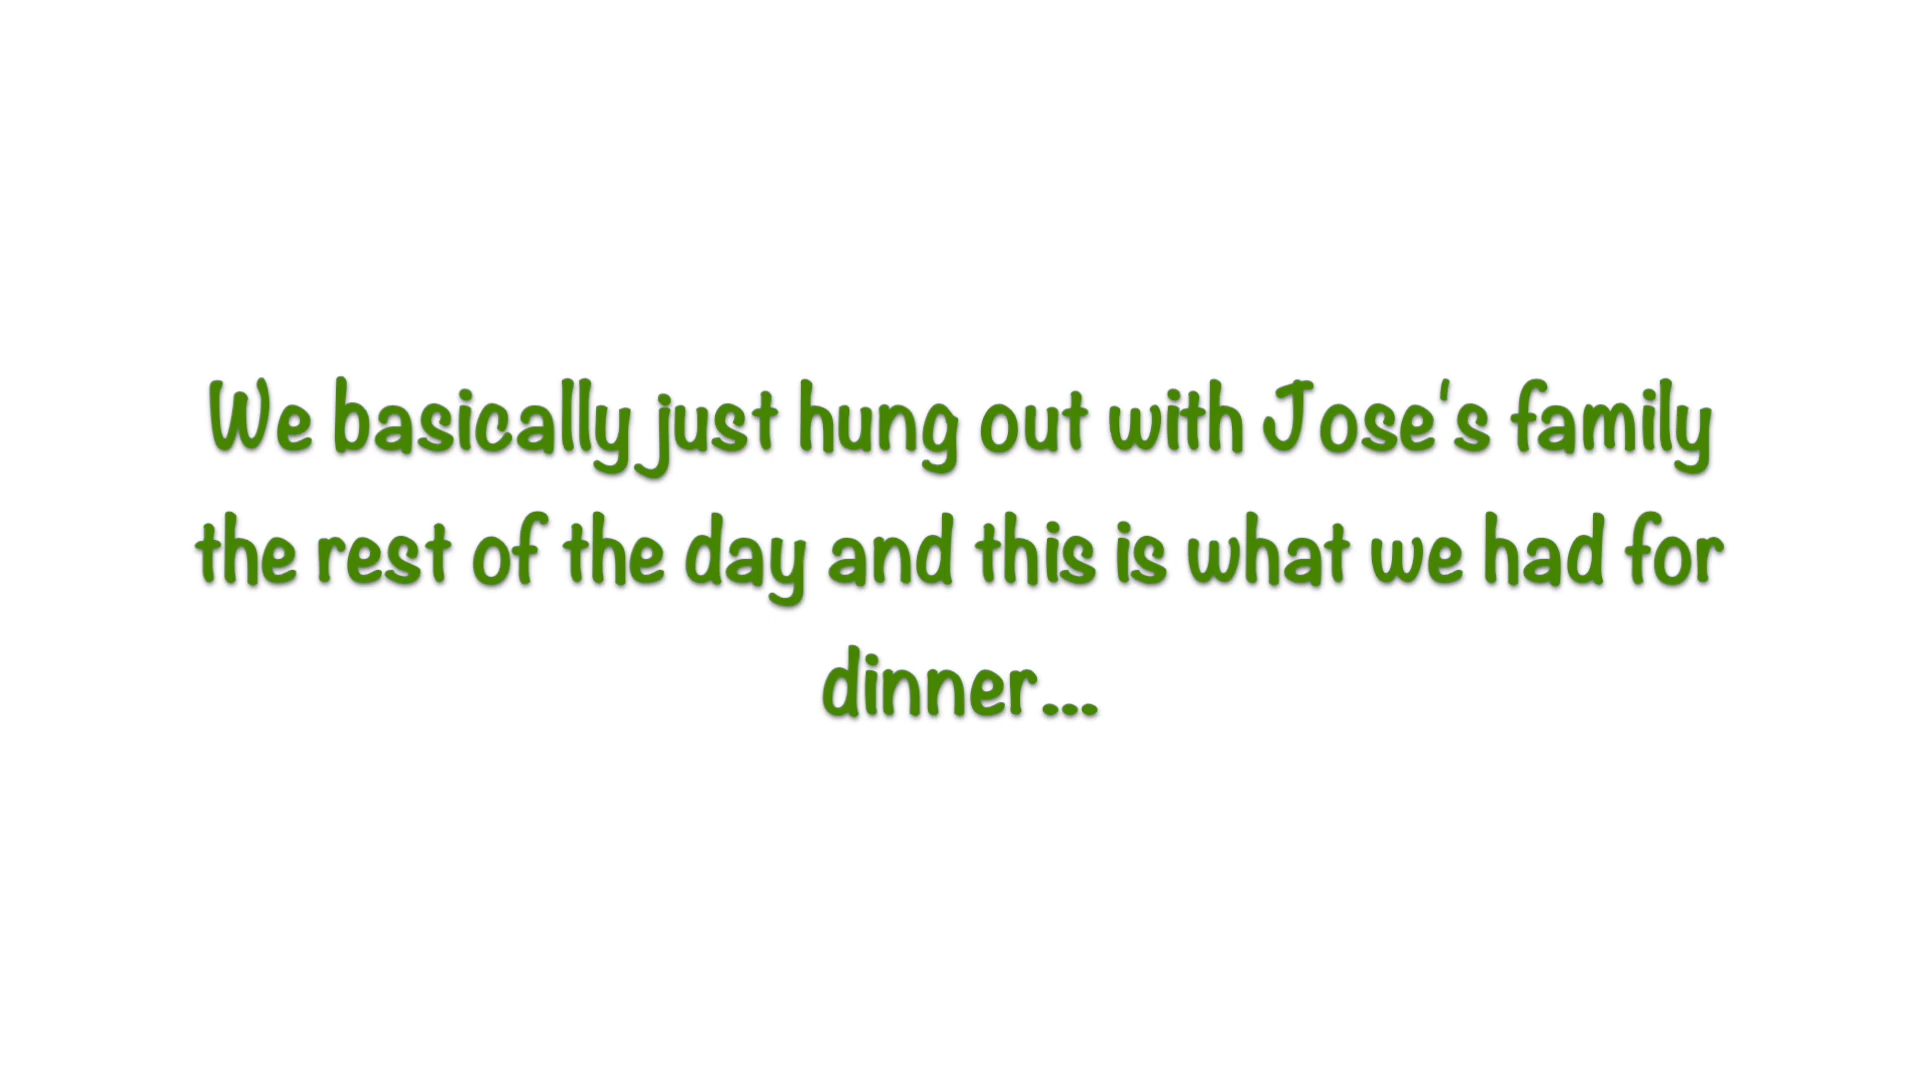 We basically just hung out with Jose's family
the rest of the day and this is what we had for
dinner...